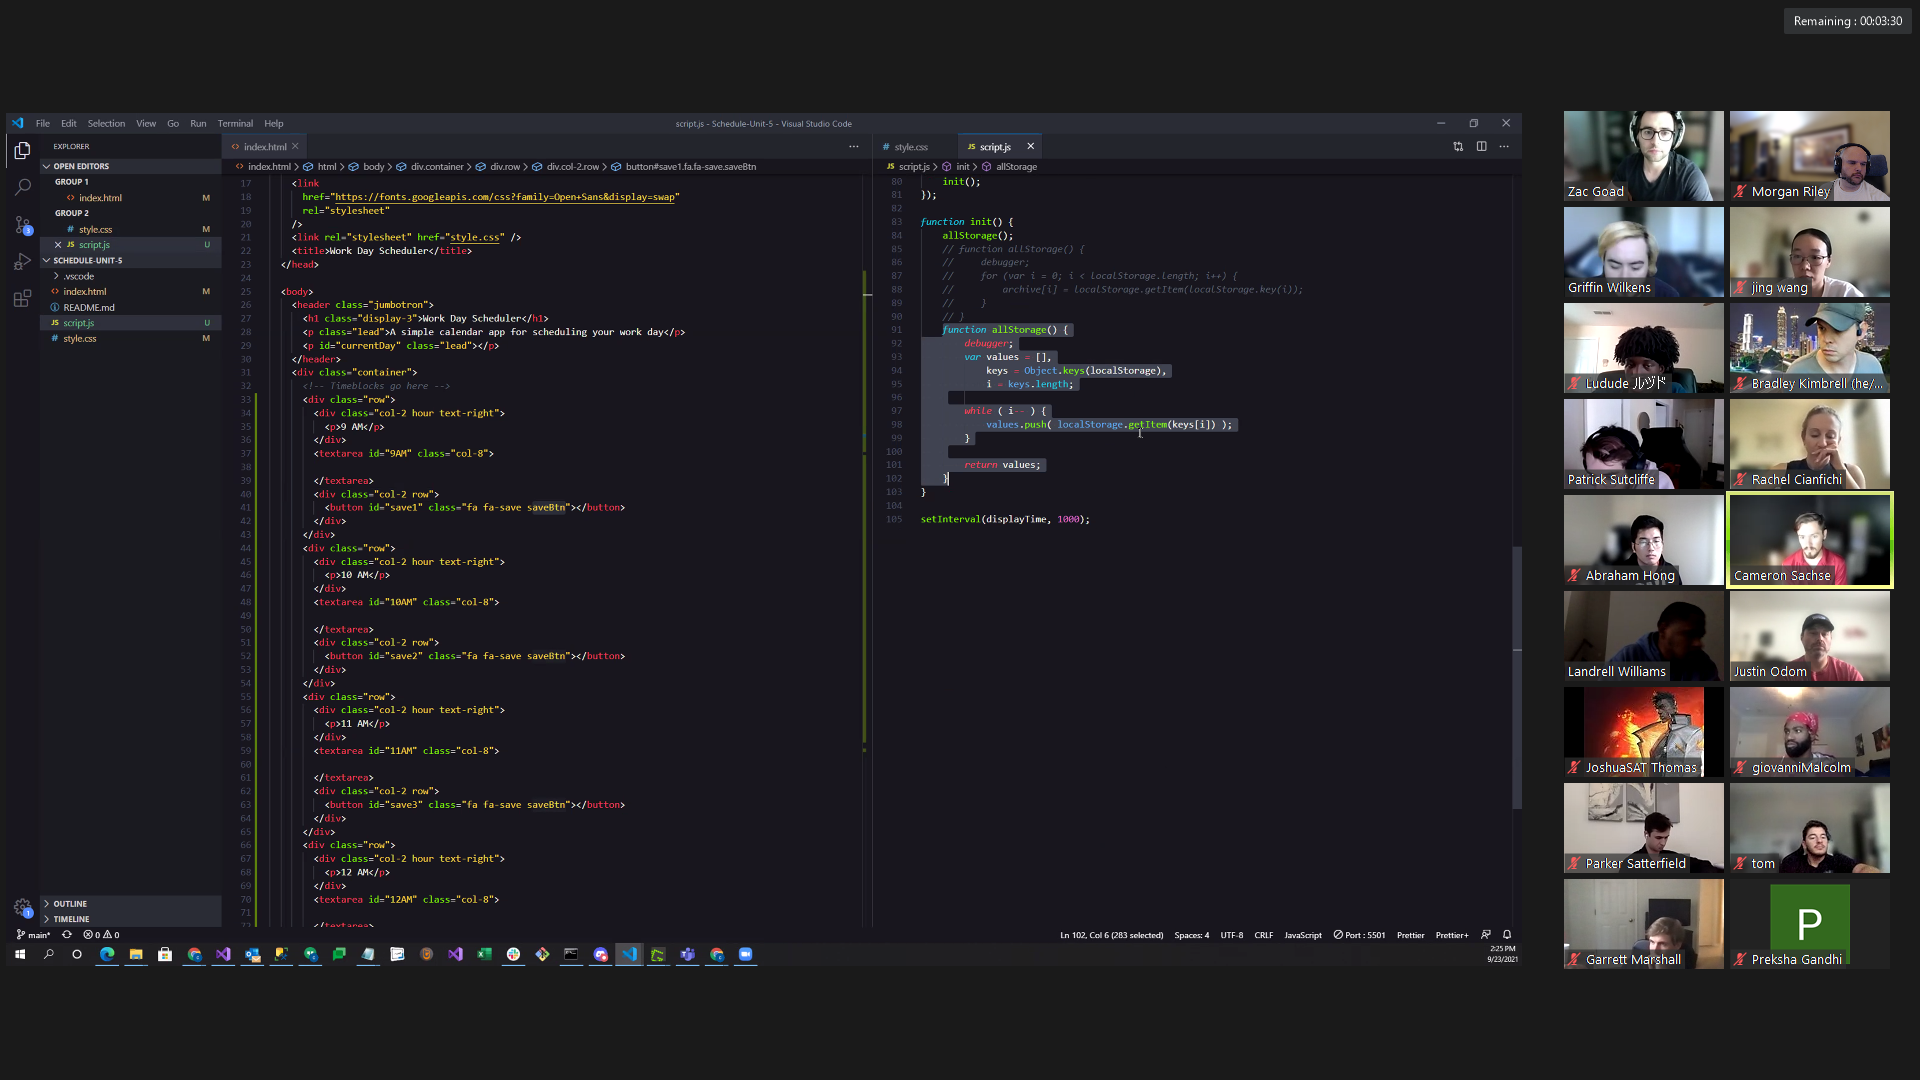 Remaining : 00:03:30
File Edit Selection View Go Run Terminal Help
script.js - Schedule-Unit-5 - Visual Studio Code
EXPLORER
OPEN EDITORS
GROUP 1
index.html M
GROUP 2
style.css M
script.js U
SCHEDULE-UNIT-5
.vscode
index.html M
README.md
script.js U
style.css M
OUTLINE
TIMELINE
index.html
index.html > html > body > div.container > div.row > div.col-2.row > button#save1.fa.fa-save.saveBtn
17 <link
18 href="https://fonts.googleapis.com/css?family=Open+Sans&display=swap"
19 rel="stylesheet"
20 />
21 <link rel="stylesheet" href="style.css" />
22 <title>Work Day Scheduler</title>
23 </head>
24
25 <body>
26 <header class="jumbotron">
27 <h1 class="display-3">Work Day Scheduler</h1>
28 <p class="lead">A simple calendar app for scheduling your work day</p>
29 <p id="currentDay" class="lead"></p>
30 </header>
31 <div class="container">
32 <!-- Timeblocks go here -->
33 <div class="row">
34 <div class="col-2 hour text-right">
35 <p>9 AM</p>
36 </div>
37 <textarea id="9AM" class="col-8">
38
39 </textarea>
40 <div class="col-2 row">
41 <button id="save1" class="fa fa-save saveBtn"></button>
42 </div>
43 </div>
44 <div class="row">
45 <div class="col-2 hour text-right">
46 <p>10 AM</p>
47 </div>
48 <textarea id="10AM" class="col-8">
49
50 </textarea>
51 <div class="col-2 row">
52 <button id="save2" class="fa fa-save saveBtn"></button>
53 </div>
54 </div>
55 <div class="row">
56 <div class="col-2 hour text-right">
57 <p>11 AM</p>
58 </div>
59 <textarea id="11AM" class="col-8">
60
61 </textarea>
62 <div class="col-2 row">
63 <button id="save3" class="fa fa-save saveBtn"></button>
64 </div>
65 </div>
66 <div class="row">
67 <div class="col-2 hour text-right">
68 <p>12 AM</p>
69 </div>
70 <textarea id="12AM" class="col-8">
71
72 </textarea>
style.css
JS script.js
JS script.js > init > allStorage
80 init();
81 });
82
83 function init() {
84 allStorage();
85 // function allStorage() {
86 // debugger;
87 // for (var i = 0; i < localStorage.length; i++) {
88 // archive[i] = localStorage.getItem(localStorage.key(i));
89 // }
90 // }
91 function allStorage() {
92 debugger;
93 var values = [],
94 keys = Object.keys(localStorage),
95 i = keys.length;
96
97 while ( i-- ) {
98 values.push( localStorage.getItem(keys[i]) );
99 }
100
101 return values;
102 }
103 }
104
105 setInterval(displayTime, 1000);
main* 0 0
Ln 102, Col 6 (283 selected) Spaces: 4 UTF-8 CRLF JavaScript Port : 5501 Prettier Prettier+
2:25 PM
9/23/2021
Zac Goad
Morgan Riley
Griffin Wilkens
jing wang
Ludude ルヅド
Bradley Kimbrell (he/...
Patrick Sutcliffe
Rachel Cianfichi
Abraham Hong
Cameron Sachse
Landrell Williams
Justin Odom
JoshuaSAT Thomas
giovanniMalcolm
Parker Satterfield
tom
Garrett Marshall
P
Preksha Gandhi